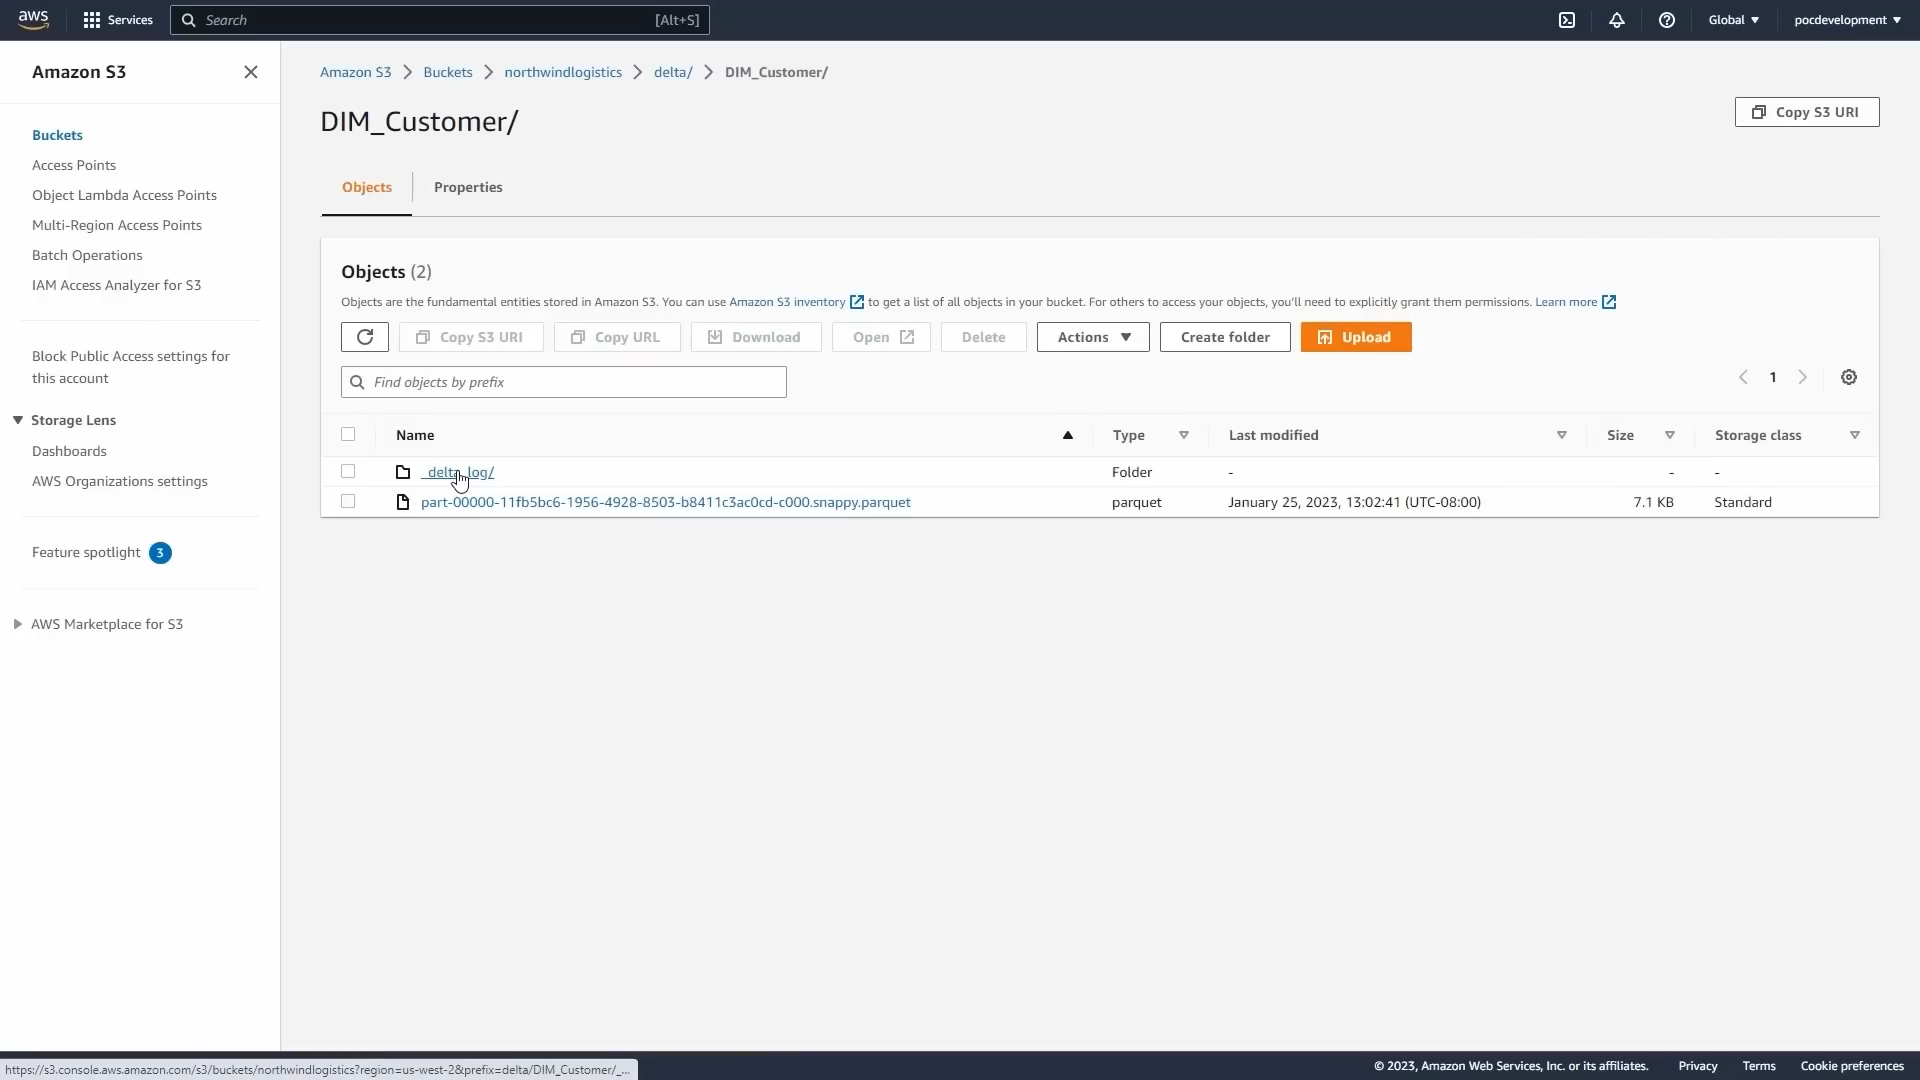 aws
Services
Search
[Alt+S]
Global
pocdevelopment
Amazon S3
Buckets
Access Points
Object Lambda Access Points
Multi-Region Access Points
Batch Operations
IAM Access Analyzer for S3
Block Public Access settings for
this account
Storage Lens
Dashboards
AWS Organizations settings
Feature spotlight 3
AWS Marketplace for S3
Amazon S3 > Buckets > northwindlogistics > delta/ > DIM_Customer/
DIM_Customer/
Copy S3 URI
Objects
Properties
Objects (2)
Objects are the fundamental entities stored in Amazon S3. You can use Amazon S3 inventory to get a list of all objects in your bucket. For others to access your objects, you'll need to explicitly grant them permissions. Learn more
Copy S3 URI
Copy URL
Download
Open
Delete
Actions
Create folder
Upload
Find objects by prefix
1
Name
Type
Last modified
Size
Storage class
_delta_log/
Folder
-
-
-
part-00000-11fb5bc6-1956-4928-8503-b8411c3ac0cd-c000.snappy.parquet
parquet
January 25, 2023, 13:02:41 (UTC-08:00)
7.1 KB
Standard
https://s3.console.aws.amazon.com/s3/buckets/northwindlogistics?region=us-west-2&prefix=delta/DIM_Customer/_...
© 2023, Amazon Web Services, Inc. or its affiliates.
Privacy
Terms
Cookie preferences